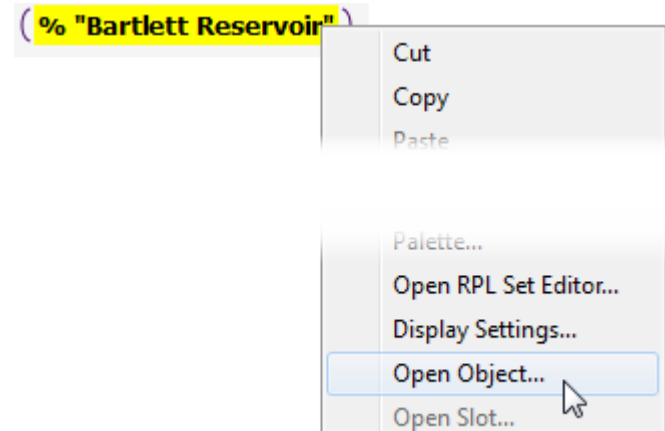 ( % "Bartlett Reservoir" )
Cut
Copy
Paste
Palette...
Open RPL Set Editor...
Display Settings...
Open Object...
Open Slot...